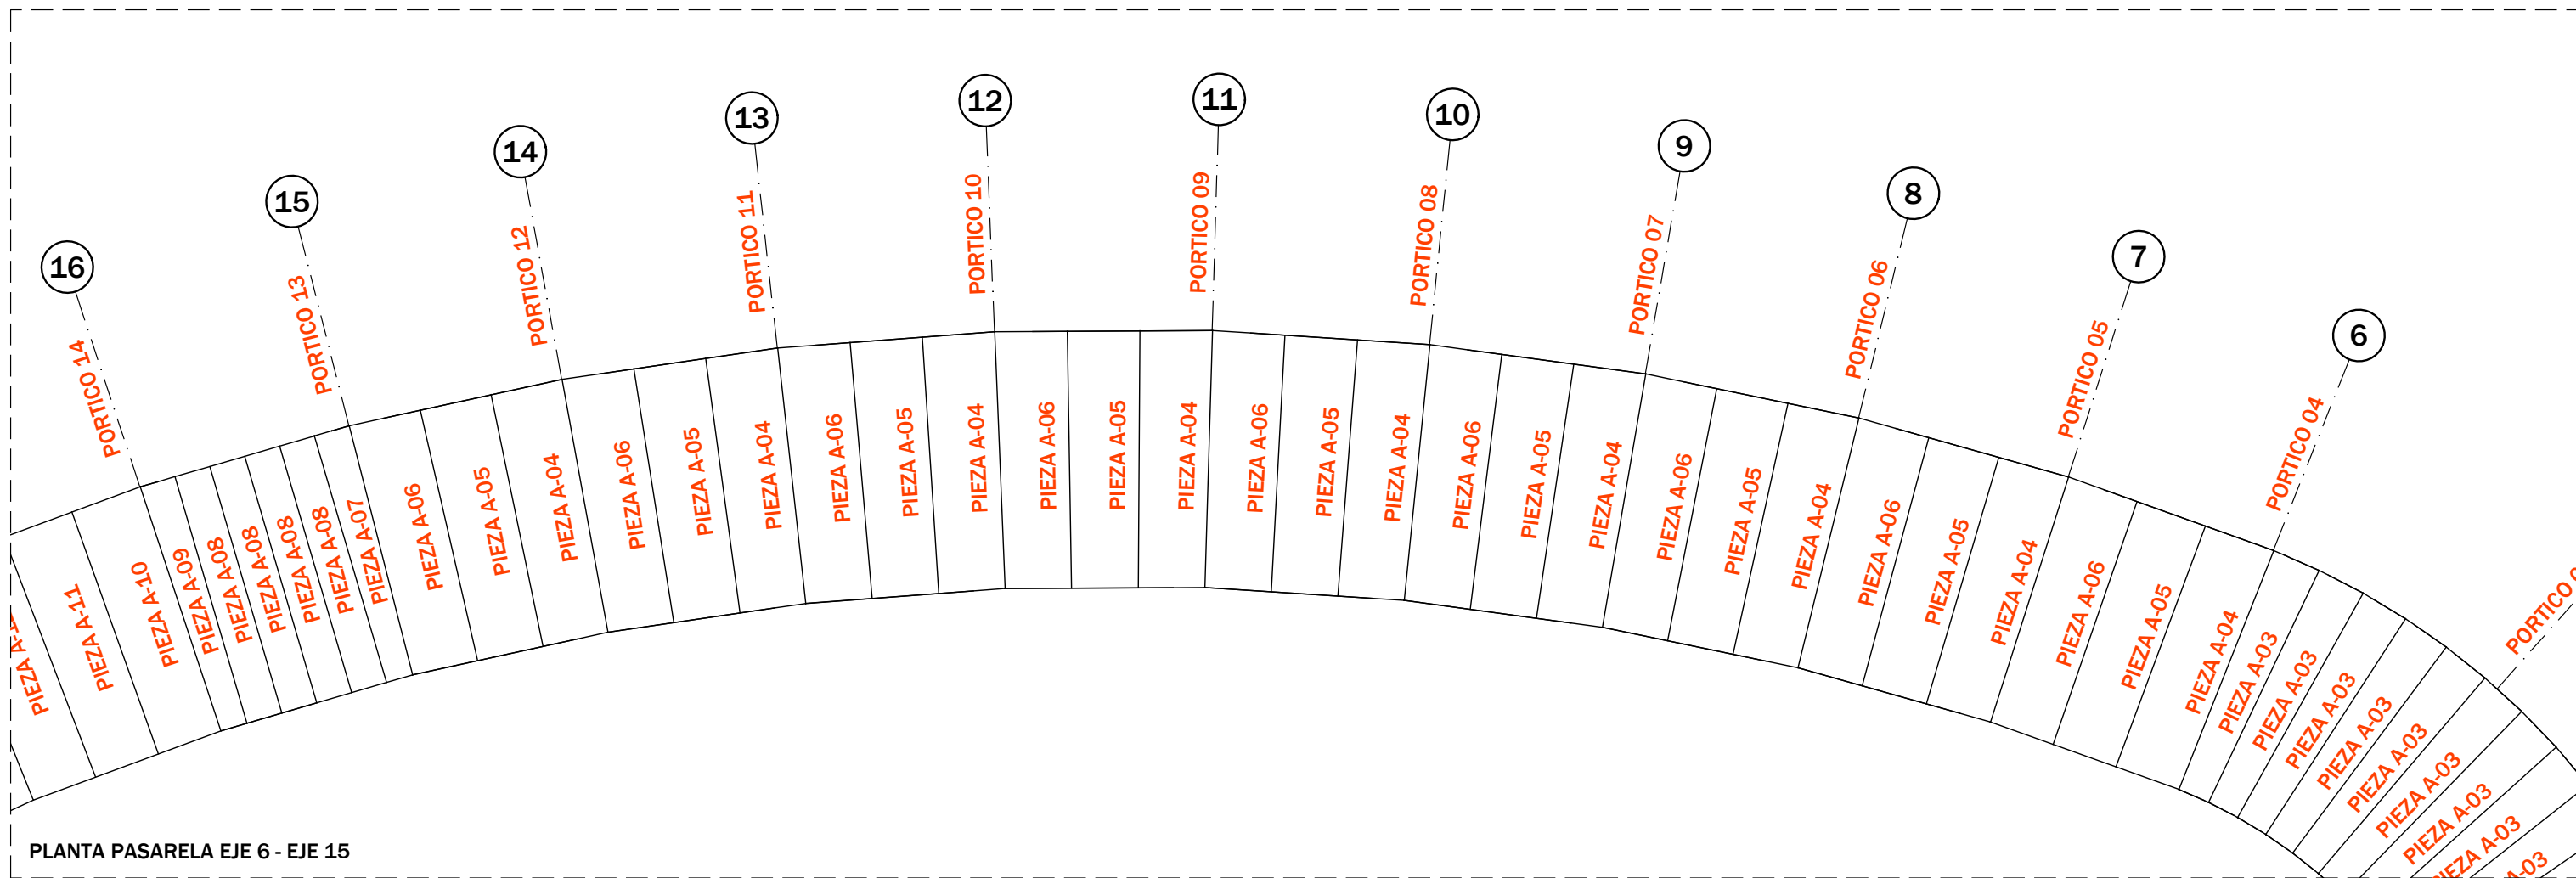 16
15
14
13
12
11
10
9
8
7
6
PORTICO 14
PORTICO 13
PORTICO 12
PORTICO 11
PORTICO 10
PORTICO 09
PORTICO 08
PORTICO 07
PORTICO 06
PORTICO 05
PORTICO 04
PORTICO
PIEZA
PIEZA A-11
PIEZA A-10
PIEZA A-09
PIEZA A-08
PIEZA A-08
PIEZA A-08
PIEZA A-08
PIEZA A-07
PIEZA A-06
PIEZA A-05
PIEZA A-04
PIEZA A-06
PIEZA A-05
PIEZA A-04
PIEZA A-06
PIEZA A-05
PIEZA A-04
PIEZA A-06
PIEZA A-05
PIEZA A-04
PIEZA A-06
PIEZA A-05
PIEZA A-04
PIEZA A-06
PIEZA A-05
PIEZA A-04
PIEZA A-06
PIEZA A-05
PIEZA A-04
PIEZA A-06
PIEZA A-05
PIEZA A-04
PIEZA A-06
PIEZA A-05
PIEZA A-04
PIEZA A-03
PIEZA A-03
PIEZA A-03
PIEZA A-03
PIEZA A-03
PIEZA A-03
PIEZA A-03
PIEZA A-03
A-03
PLANTA PASARELA EJE 6 - EJE 15